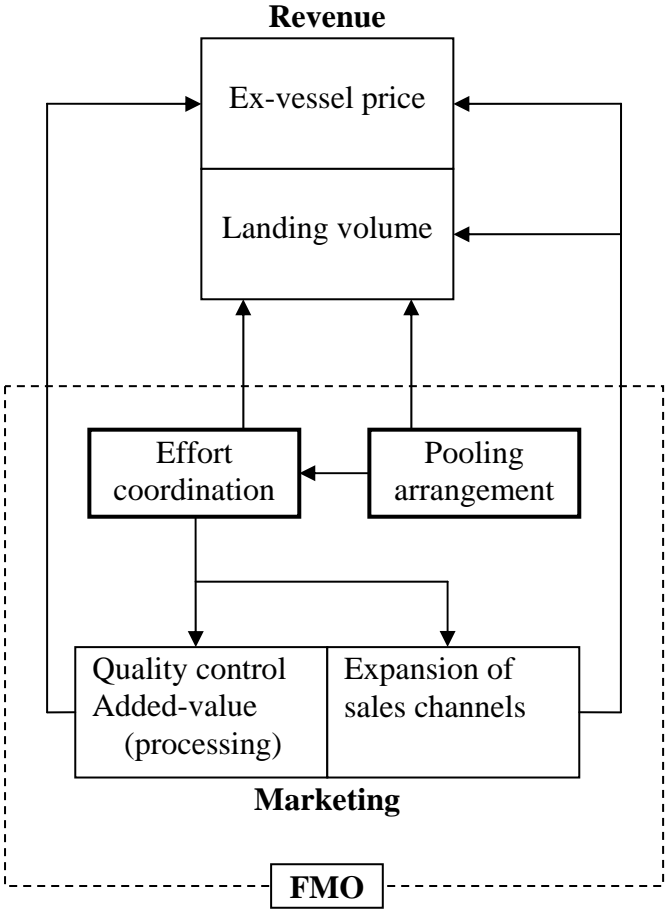 Revenue
Ex-vessel price
Landing volume
Effort
coordination
Pooling
arrangement
Quality control
Added-value
(processing)
Expansion of
sales channels
Marketing
FMO